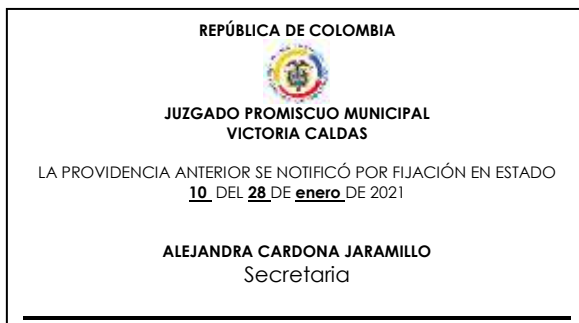 REPÚBLICA DE COLOMBIA
JUZGADO PROMISCUO MUNICIPAL
VICTORIA CALDAS
LA PROVIDENCIA ANTERIOR SE NOTIFICÓ POR FIJACIÓN EN ESTADO
10 DEL 28 DE enero DE 2021
ALEJANDRA CARDONA JARAMILLO
Secretaria